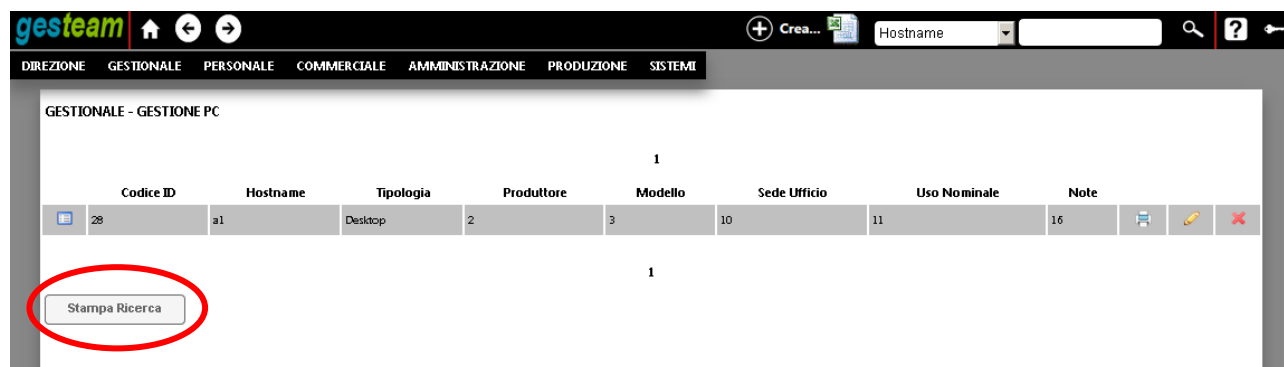 gesteam Crea... Hostname ?
DIREZIONE GESTIONALE PERSONALE COMMERCIALE AMMINISTRAZIONE PRODUZIONE SISTEMI
GESTIONALE - GESTIONE PC
1
Codice ID Hostname Tipologia Produttore Modello Sede Ufficio Uso Nominale Note
28 a1 Desktop 2 3 10 11 16
1
Stampa Ricerca